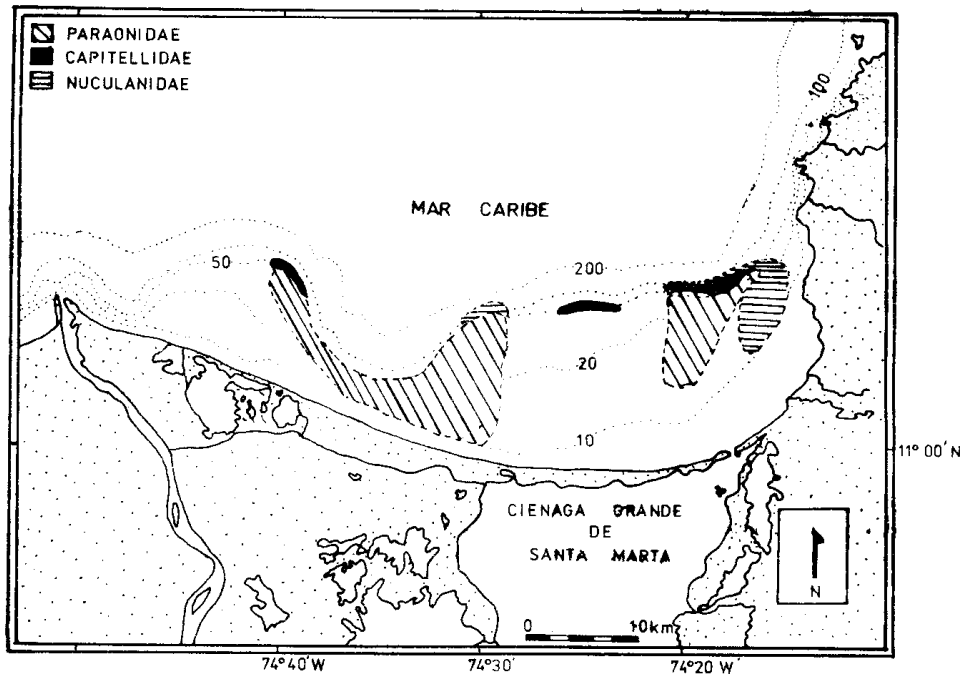 PARAONIDAE
CAPITELLIDAE
NUCULANIDAE
100
MAR CARIBE
50
200
20
10
11° 00' N
CIENAGA GRANDE
DE
SANTA MARTA
N
0 10km
74°40' W
74°30'
74°20 W